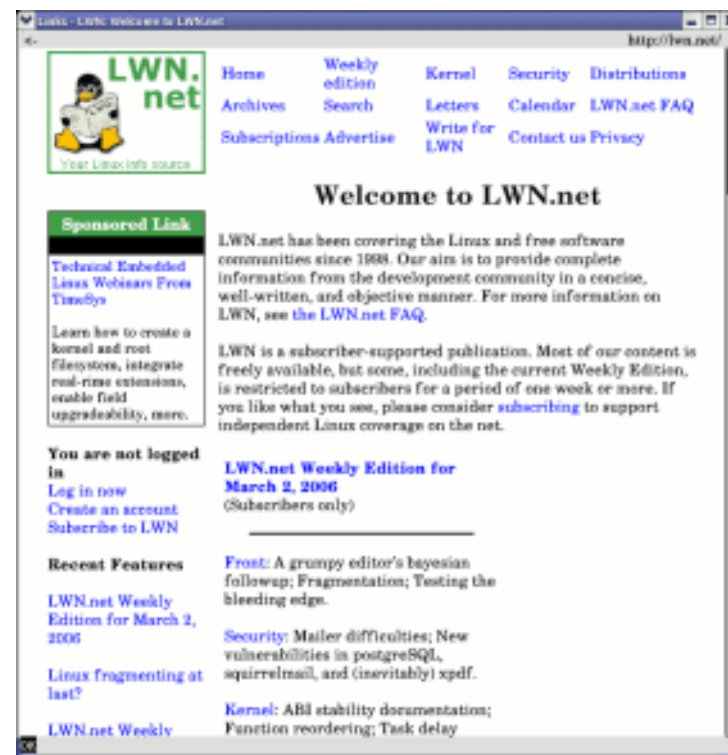 Links - LWN: Welcome to LWN.net
<-
http://lwn.net/
LWN.
net
Your Linux info source
Home Weekly edition Kernel Security Distributions
Archives Search Letters Calendar LWN.net FAQ
Subscriptions Advertise Write for LWN Contact us Privacy
Welcome to LWN.net
Sponsored Link
Technical Embedded
Linux Webinars From
TimeSys
Learn how to create a
kernel and root
filesystem, integrate
real-time extensions,
enable field
upgradeability, more.
You are not logged
in
Log in now
Create an account
Subscribe to LWN
Recent Features
LWN.net Weekly
Edition for March 2,
2006
Linux fragmenting at
last?
LWN.net Weekly
LWN.net has been covering the Linux and free software
communities since 1998. Our aim is to provide complete
information from the development community in a concise,
well-written, and objective manner. For more information on
LWN, see the LWN.net FAQ.
LWN is a subscriber-supported publication. Most of our content is
freely available, but some, including the current Weekly Edition,
is restricted to subscribers for a period of one week or more. If
you like what you see, please consider subscribing to support
independent Linux coverage on the net.
LWN.net Weekly Edition for
March 2, 2006
(Subscribers only)
Front: A grumpy editor's bayesian
followup; Fragmentation; Testing the
bleeding edge.
Security: Mailer difficulties; New
vulnerabilities in postgreSQL,
squirrelmail, and (inevitably) xpdf.
Kernel: ABI stability documentation;
Function reordering; Task delay
OK